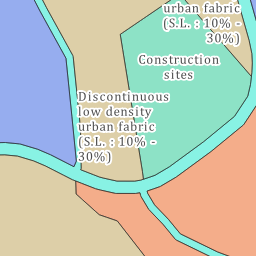 urban fabric
(S.L. : 10% -
30%)
Construction
sites
Discontinuous
low density
urban fabric
(S.L. : 10% -
30%)